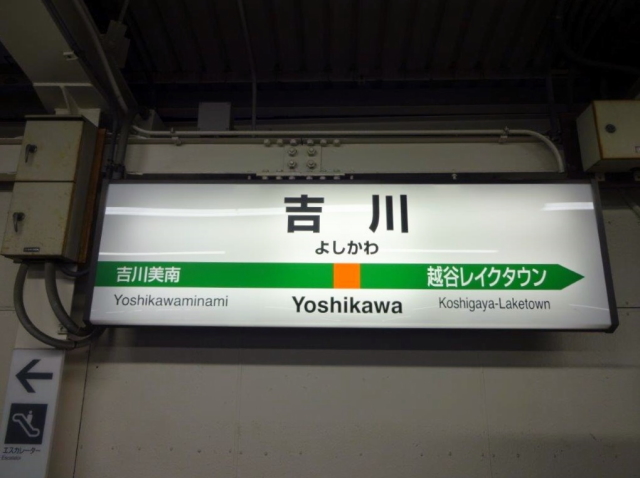 吉川
よしかわ
吉川美南 越谷レイクタウン
Yoshikawaminami Yoshikawa Koshigaya-Laketown
エスカレーター